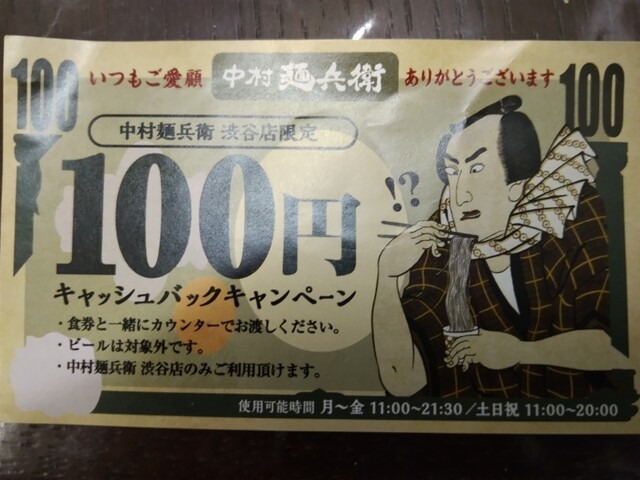 100 いつもご愛顧 中村麺兵衛 ありがとうございます 100
中村麺兵衛 渋谷店限定
100円
!?
キャッシュバックキャンペーン
・食券と一緒にカウンターでお渡しください。
・ビールは対象外です。
・中村麺兵衛 渋谷店のみご利用頂けます。
使用可能時間 月～金 11:00~21:30／土日祝 11:00~20:00